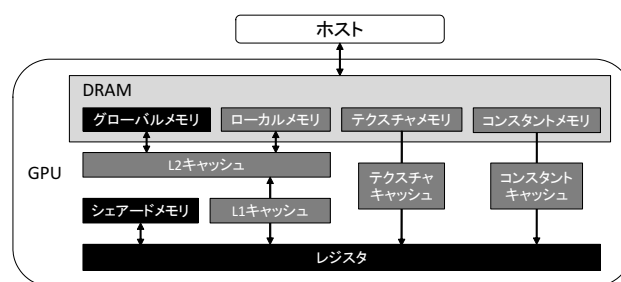 ホスト
DRAM
グローバルメモリ
ローカルメモリ
テクスチャメモリ
コンスタントメモリ
GPU
L2キャッシュ
テクスチャ
キャッシュ
コンスタント
キャッシュ
シェアードメモリ
L1キャッシュ
レジスタ